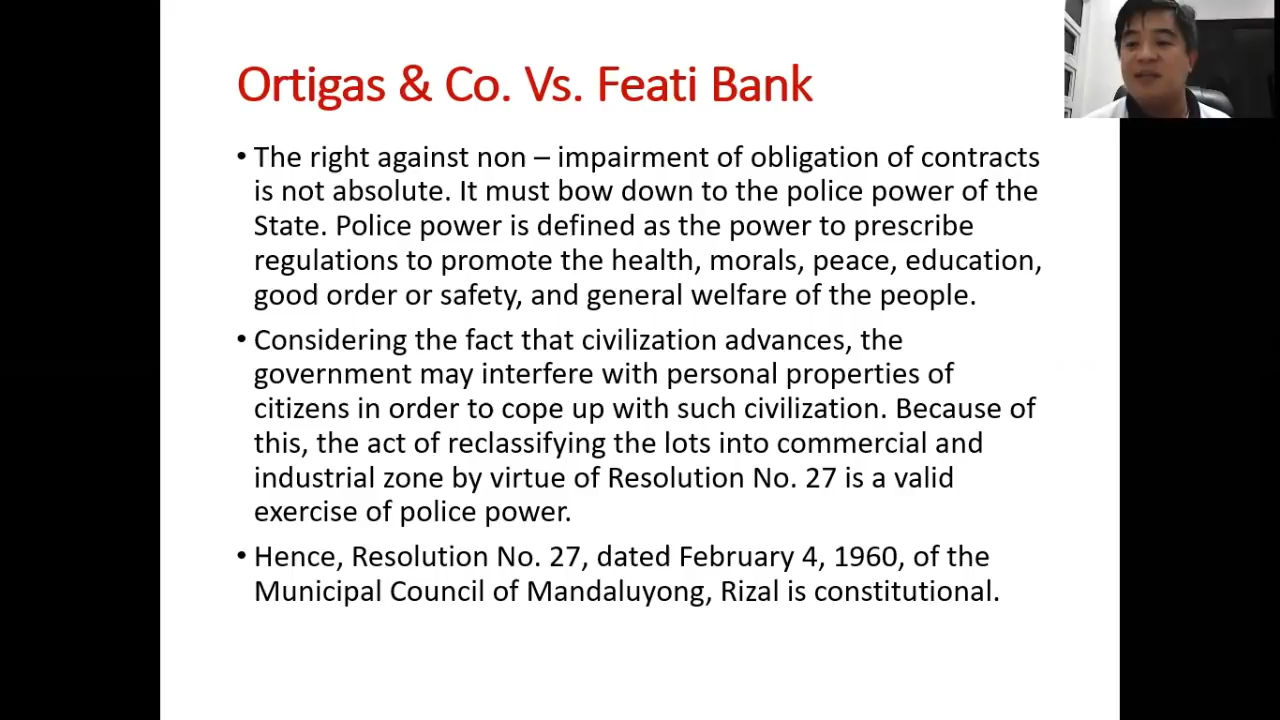 Ortigas & Co. Vs. Feati Bank
• The right against non – impairment of obligation of contracts
is not absolute. It must bow down to the police power of the
State. Police power is defined as the power to prescribe
regulations to promote the health, morals, peace, education,
good order or safety, and general welfare of the people.
• Considering the fact that civilization advances, the
government may interfere with personal properties of
citizens in order to cope up with such civilization. Because of
this, the act of reclassifying the lots into commercial and
industrial zone by virtue of Resolution No. 27 is a valid
exercise of police power.
• Hence, Resolution No. 27, dated February 4, 1960, of the
Municipal Council of Mandaluyong, Rizal is constitutional.